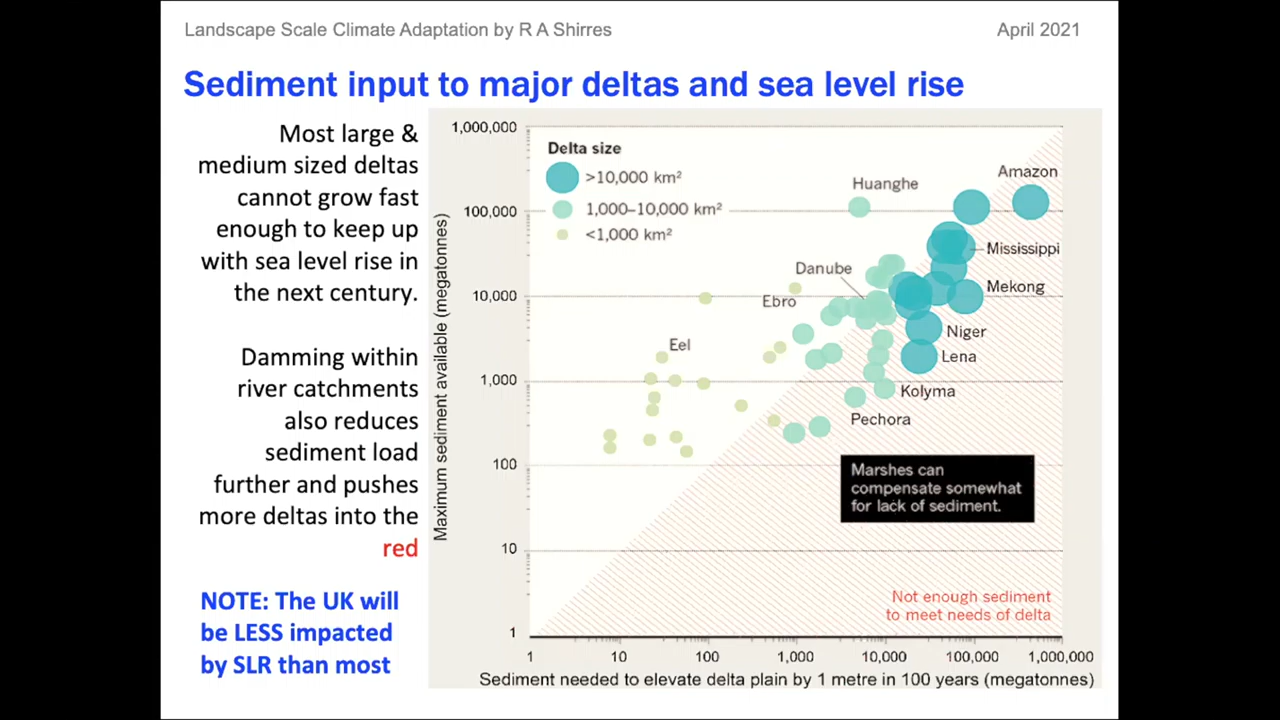 Landscape Scale Climate Adaptation by R A Shirres
April 2021
Sediment input to major deltas and sea level rise
Most large &
medium sized deltas
cannot grow fast
enough to keep up
with sea level rise in
the next century.
Damming within
river catchments
also reduces
sediment load
further and pushes
more deltas into the
red
NOTE: The UK will
be LESS impacted
by SLR than most
Maximum sediment available (megatonnes)
1,000,000
100,000
10,000
1,000
100
10
1
Delta size
>10,000 km²
1,000–10,000 km²
<1,000 km²
Amazon
Huanghe
Mississippi
Danube
Mekong
Ebro
Niger
Eel
Lena
Kolyma
Pechora
Marshes can
compensate somewhat
for lack of sediment.
Not enough sediment
to meet needs of delta
1
10
100
1,000
10,000
100,000
1,000,000
Sediment needed to elevate delta plain by 1 metre in 100 years (megatonnes)